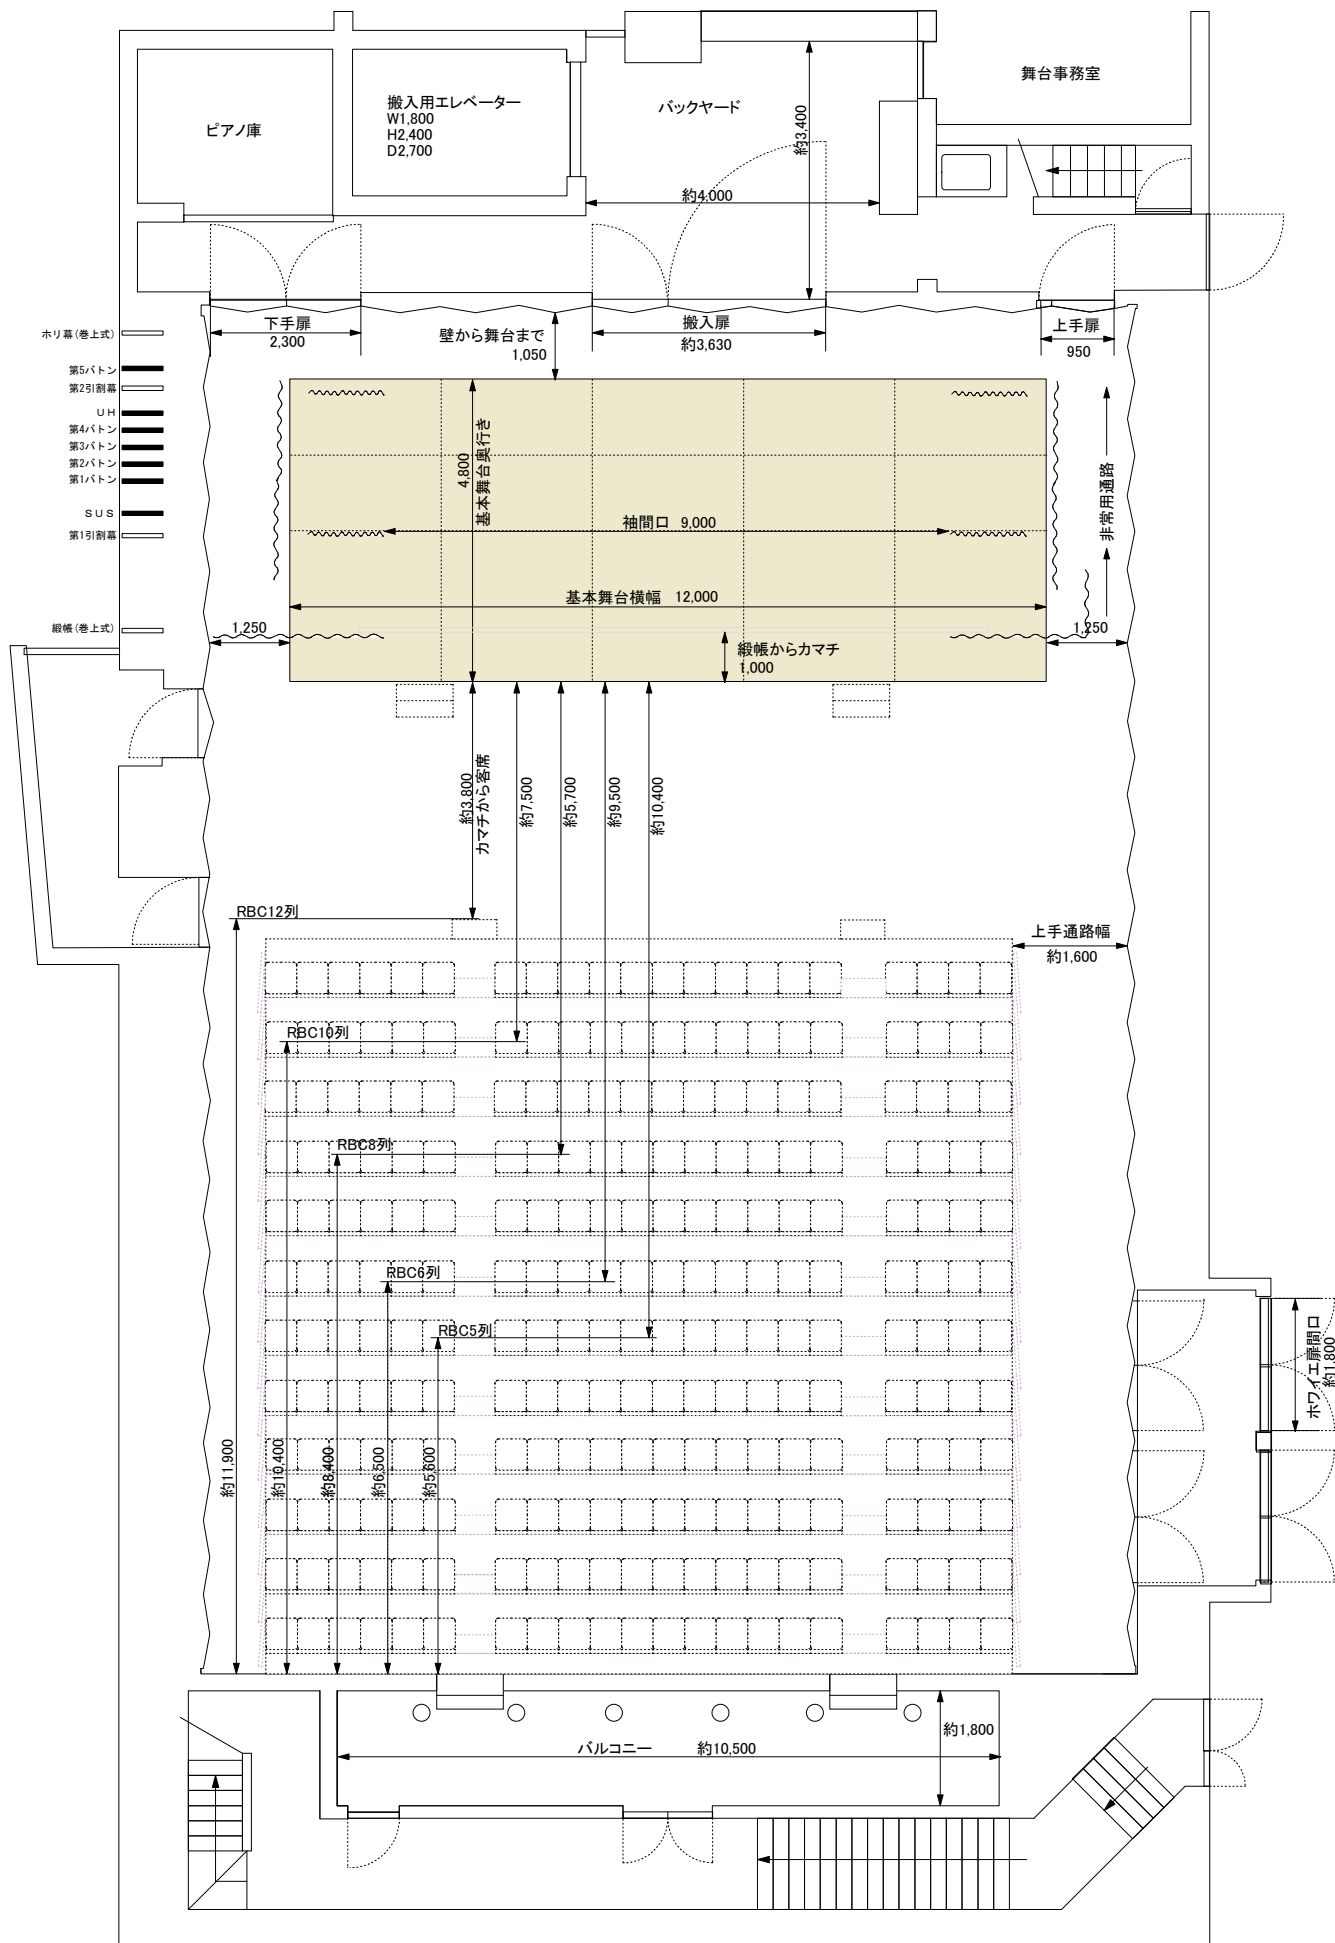 舞台事務室
搬入用エレベーター
W1,800
H2,400
D2,700
バックヤード
ピアノ庫
約3,400
約4,000
下手扉
2,300
壁から舞台まで
1,050
搬入扉
約3,630
上手扉
950
ホリ幕(巻上式)
第5バトン
第2引割幕
UH
第4バトン
第3バトン
第2バトン
第1バトン
SUS
第1引割幕
緞帳(巻上式)
4,800
基本舞台奥行き
袖間口 9,000
非常用通路
基本舞台横幅 12,000
1,250
1,250
緞帳からカマチ
1,000
約3,800
カマチから客席
約7,500
約5,700
約9,500
約10,400
RBC12列
上手通路幅
約1,600
RBC10列
RBC8列
RBC6列
RBC5列
ホワイエ扉間口
約1,800
約11,900
約10,400
約8,400
約6,500
約5,600
約1,800
バルコニー 約10,500